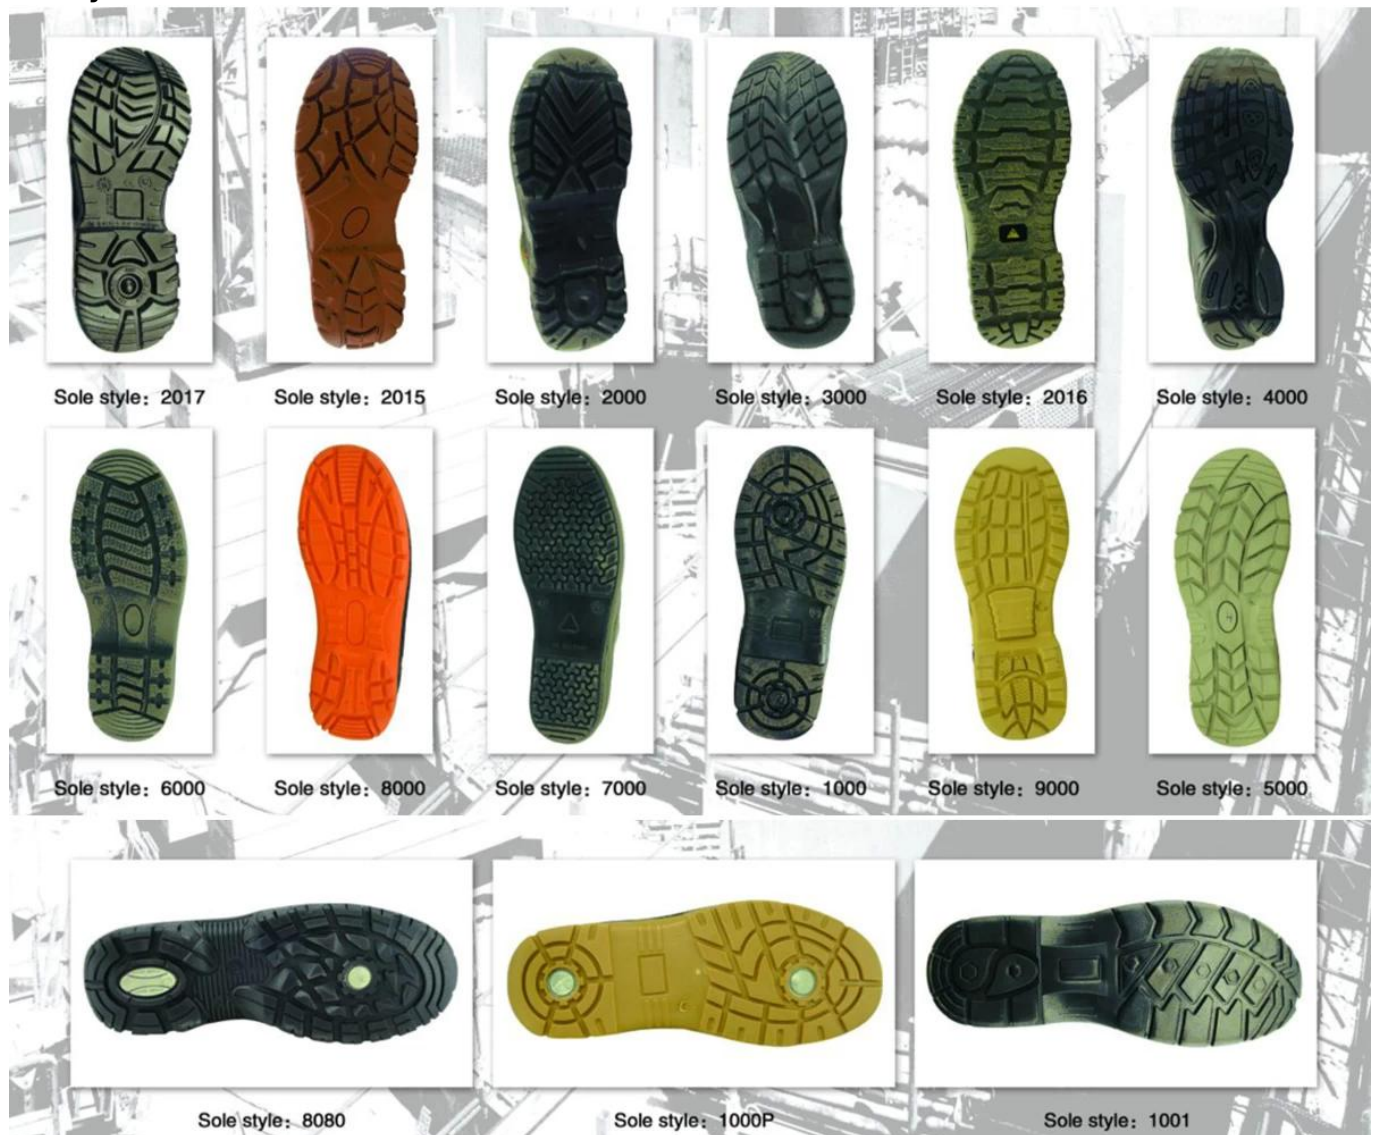 Sole style：2017
Sole style：2015
Sole style：2000
Sole style：3000
Sole style：2016
Sole style：4000
Sole style：6000
Sole style：8000
Sole style：7000
Sole style：1000
Sole style：9000
Sole style：5000
Sole style：8080
Sole style：1000P
Sole style：1001